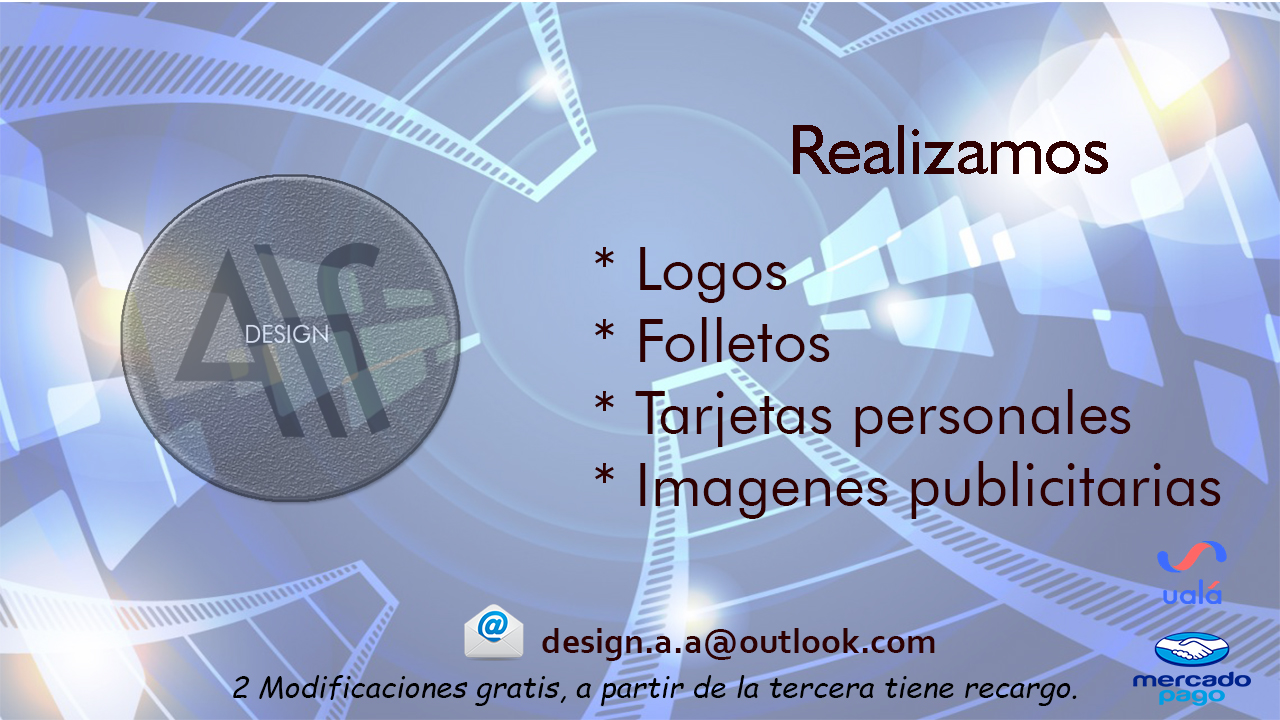 Realizamos
* Logos
* Folletos
* Tarjetas personales
* Imagenes publicitarias
DESIGN
ualá
design.a.a@outlook.com
2 Modificaciones gratis, a partir de la tercera tiene recargo.
mercado
pago